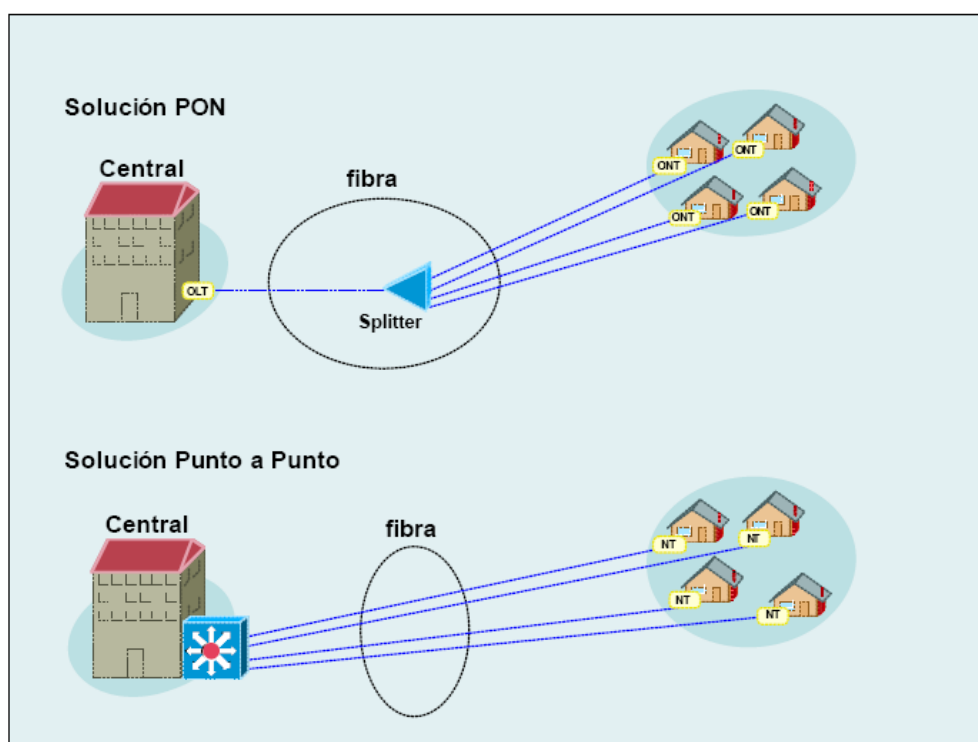 Solución PON
Central
fibra
ONT
ONT
ONT
ONT
OLT
Splitter
Solución Punto a Punto
Central
fibra
NT
NT
NT
NT